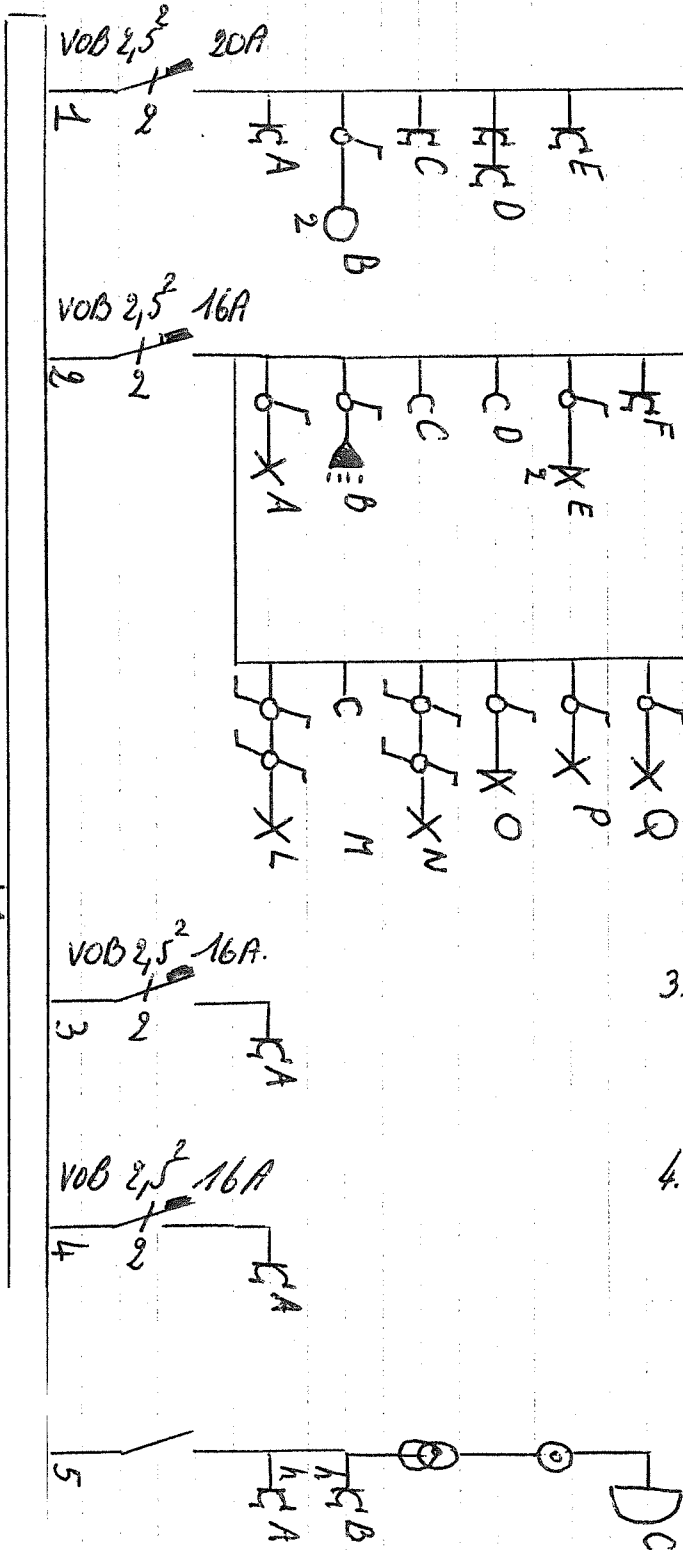 VOB 2,5² 20A
1 2 A 2 B C D E
VOB 2,5² 16A
2 2 A B C D 2 E F
L M N O P Q
VOB 2,5² 16A.
3 2 A
3.
VOB 2,5² 16A
4 2 A
4.
5 A h B C